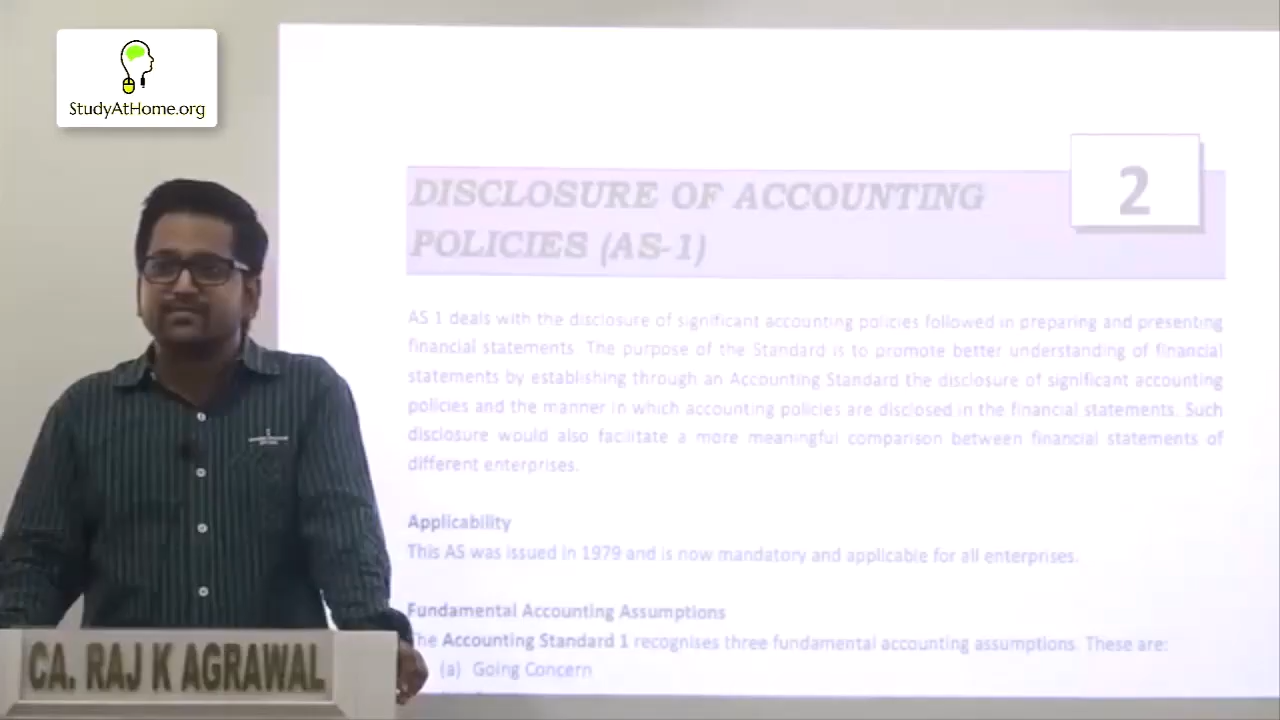 StudyAtHome.org
2
DISCLOSURE OF ACCOUNTING
POLICIES (AS-1)
AS 1 deals with the disclosure of significant accounting policies followed in preparing and presenting
financial statements. The purpose of the Standard is to promote better understanding of financial
statements by establishing through an Accounting Standard the disclosure of significant accounting
policies and the manner in which accounting policies are disclosed in the financial statements. Such
disclosure would also facilitate a more meaningful comparison between financial statements of
different enterprises.
Applicability
This AS was issued in 1979 and is now mandatory and applicable for all enterprises.
Fundamental Accounting Assumptions
The Accounting Standard 1 recognises three fundamental accounting assumptions. These are:
(a) Going Concern
CA. RAJ K AGRAWAL